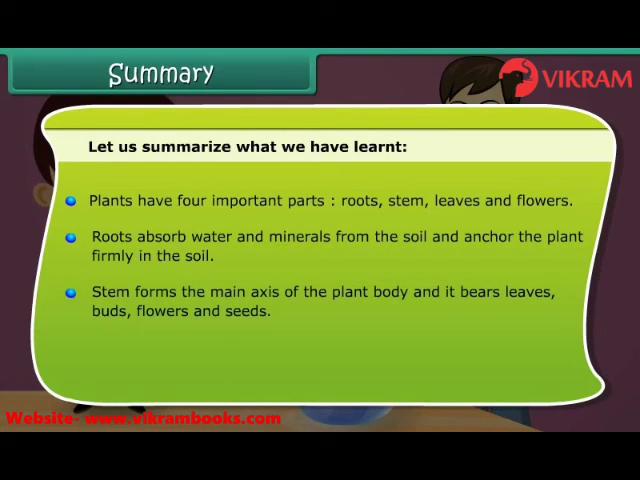 Summary
VIKRAM
Let us summarize what we have learnt:
Plants have four important parts : roots, stem, leaves and flowers.
Roots absorb water and minerals from the soil and anchor the plant
firmly in the soil.
Stem forms the main axis of the plant body and it bears leaves,
buds, flowers and seeds.
Website- www.vikrambooks.com